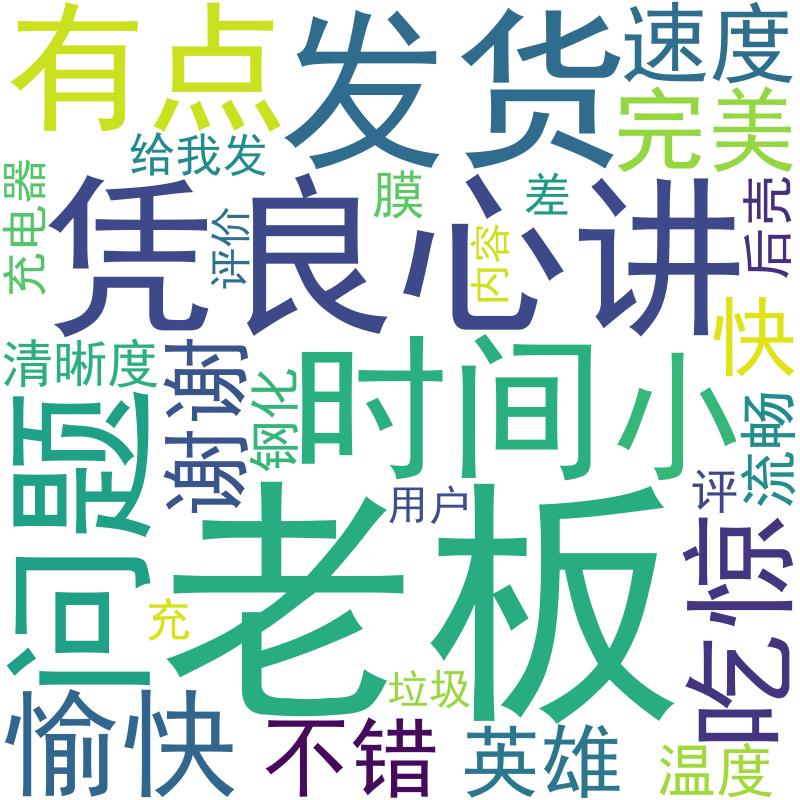 有点
发货
速度
完美
给我发
充电器
膜
差
凭良心讲
评价
内容
后壳
快
清晰度
谢谢
钢化
时间
小
流畅
问题
用户
评
老板
吃惊
充
垃圾
愉快
不错
英雄
温度